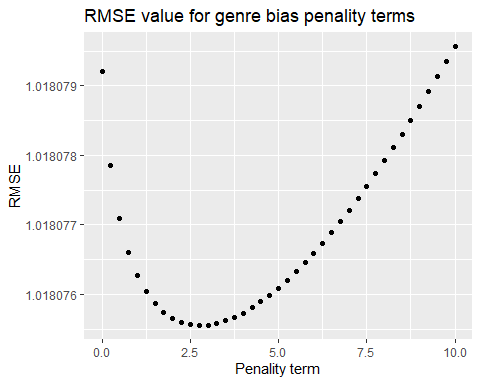 RMSE value for genre bias penality terms
RMSE
1.018079
1.018078
1.018077
1.018076
0.0 2.5 5.0 7.5 10.0
Penality term